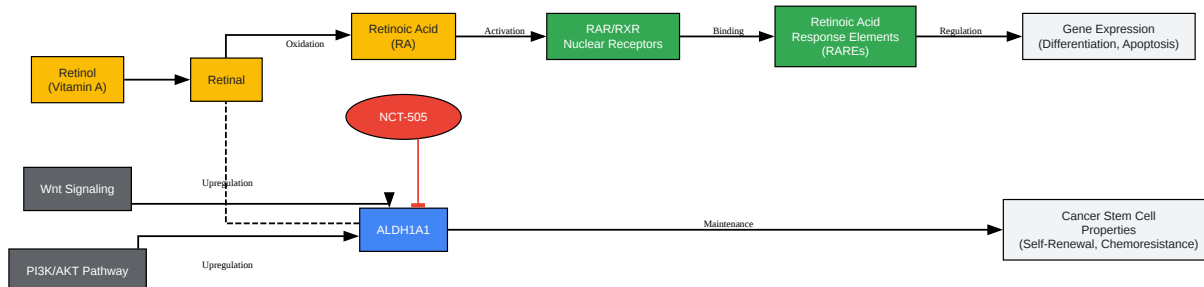 Retinol
(Vitamin A)
Retinal
Oxidation
Retinoic Acid
(RA)
Activation
RAR/RXR
Nuclear Receptors
Binding
Retinoic Acid
Response Elements
(RAREs)
Regulation
Gene Expression
(Differentiation, Apoptosis)
NCT-505
Wnt Signaling
Upregulation
PI3K/AKT Pathway
Upregulation
ALDH1A1
Maintenance
Cancer Stem Cell
Properties
(Self-Renewal, Chemoresistance)